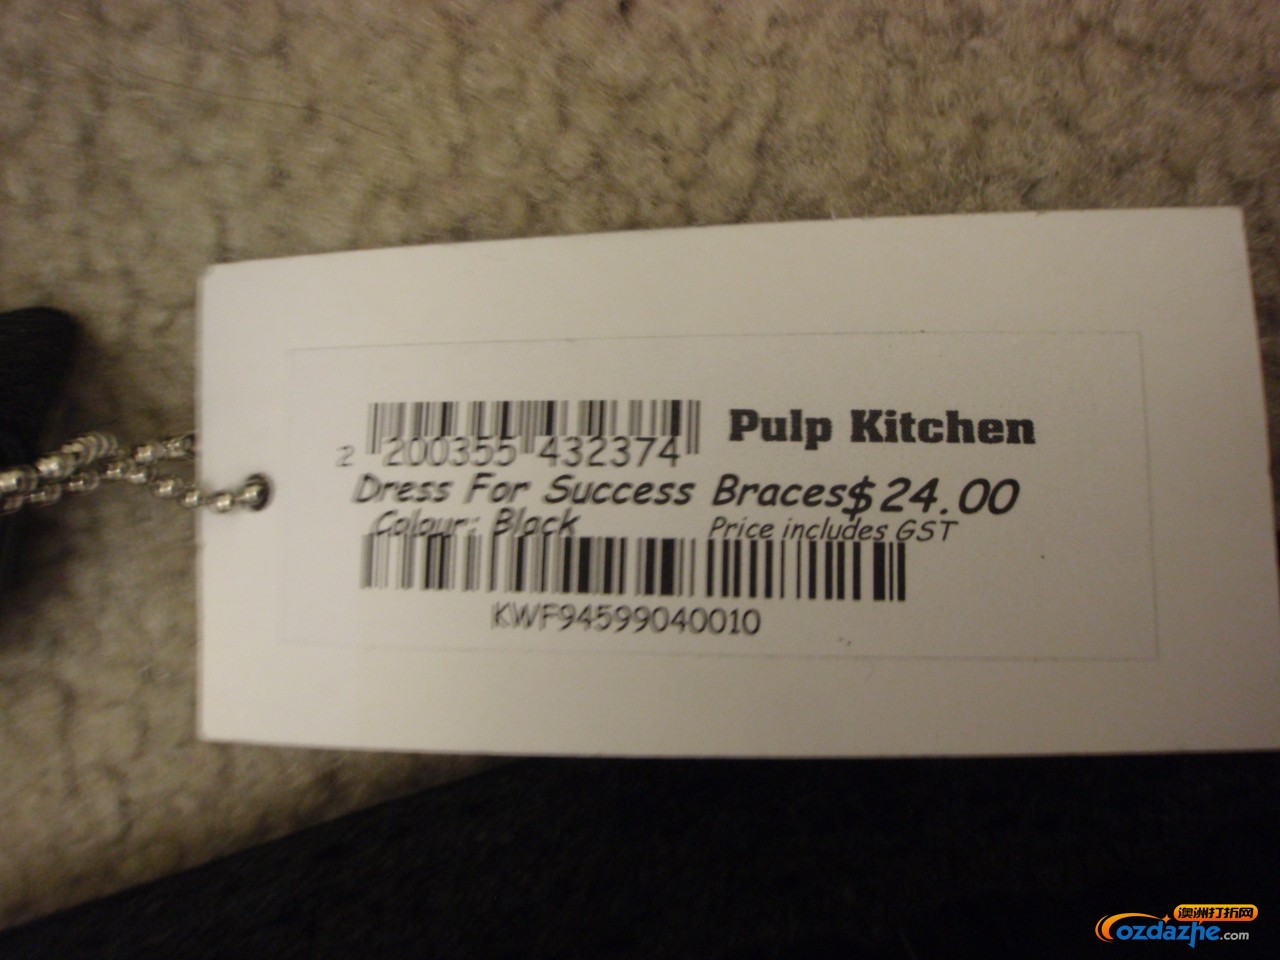 Pulp Kitchen
2 200355 432374
Dress For Success Braces $24.00
Colour: Black Price includes GST
KWF94599040010
澳洲打折网
ozdazhe.com